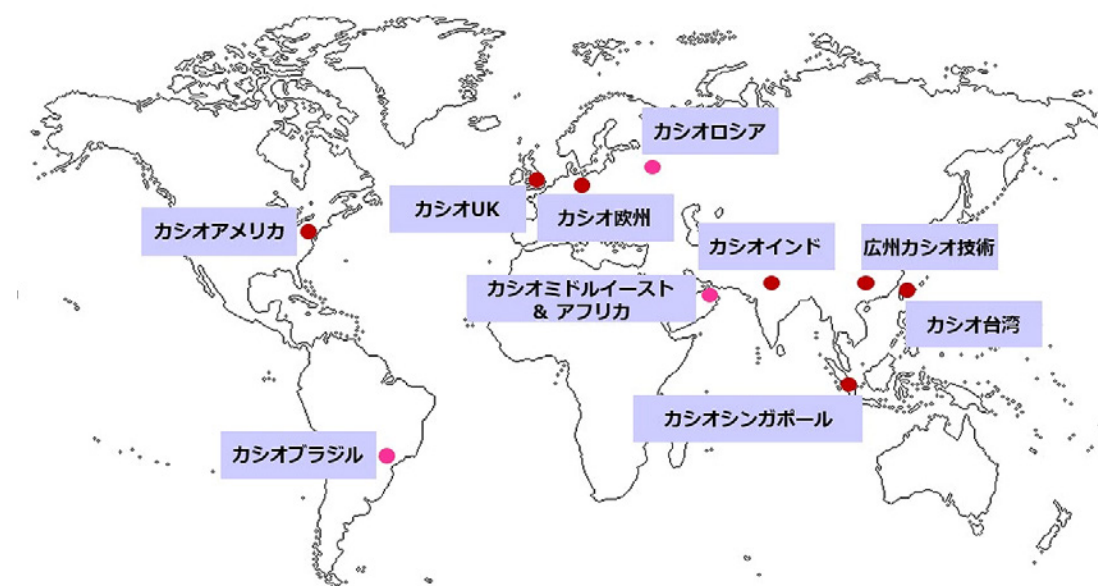 カシオロシア
カシオUK
カシオ欧州
カシオアメリカ
カシオインド
広州カシオ技術
カシオミドルイースト
& アフリカ
カシオ台湾
カシオシンガポール
カシオブラジル